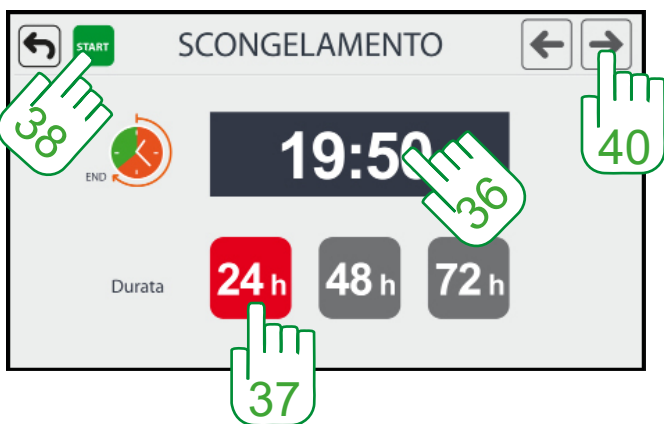 START SCONGELAMENTO
38
40
END
19:50
36
Durata 24 h 48 h 72 h
37